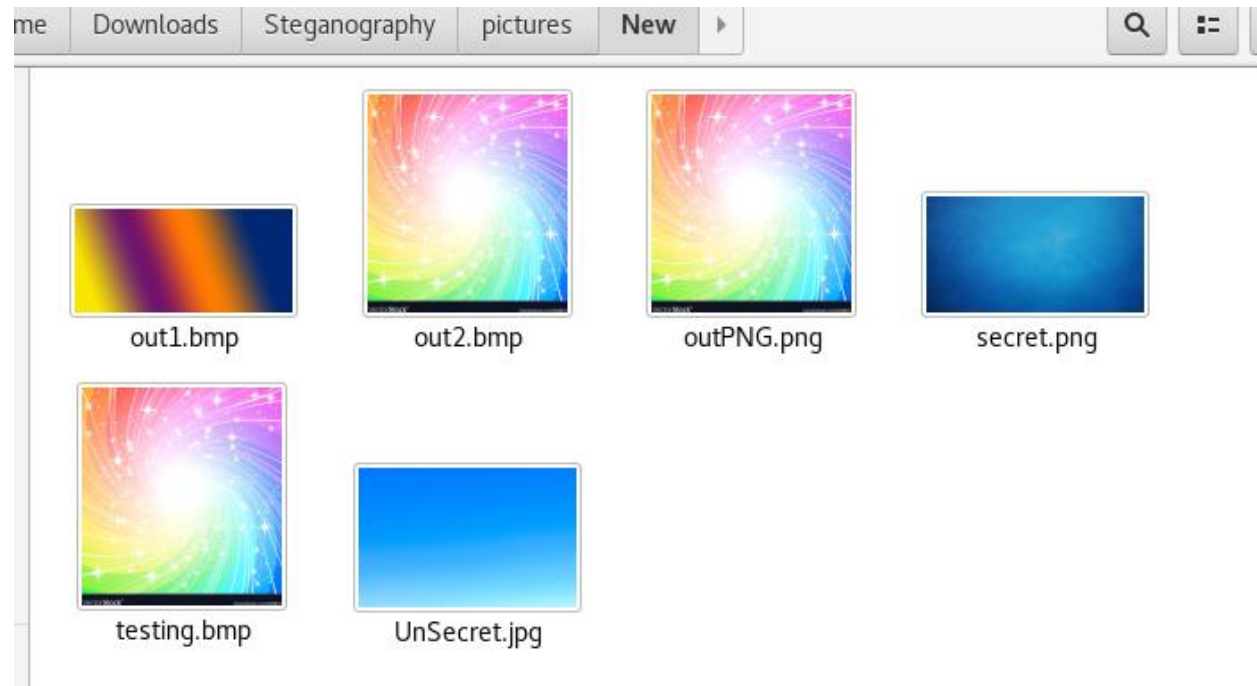 me Downloads Steganography pictures New
out1.bmp out2.bmp outPNG.png secret.png
testing.bmp UnSecret.jpg